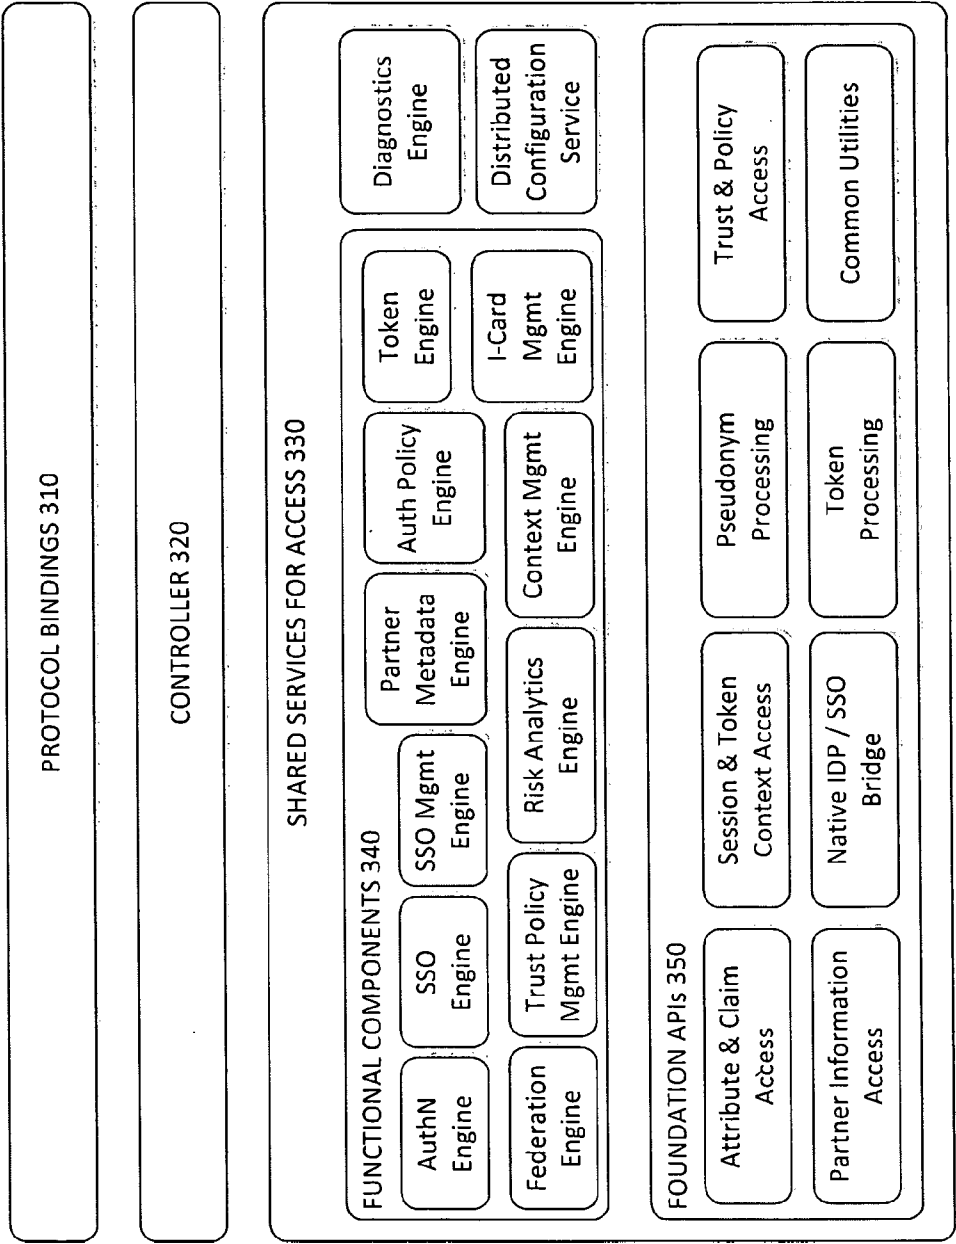 PROTOCOL BINDINGS 310
CONTROLLER 320
SHARED SERVICES FOR ACCESS 330
FUNCTIONAL COMPONENTS 340
AuthN
Engine
SSO
Engine
SSO Mgmt
Engine
Partner
Metadata
Engine
Auth Policy
Engine
Token
Engine
Federation
Engine
Trust Policy
Mgmt Engine
Risk Analytics
Engine
Context Mgmt
Engine
I-Card
Mgmt
Engine
Diagnostics
Engine
Distributed
Configuration
Service
FOUNDATION APIs 350
Attribute & Claim
Access
Session & Token
Context Access
Pseudonym
Processing
Trust & Policy
Access
Partner Information
Access
Native IDP / SSO
Bridge
Token
Processing
Common Utilities